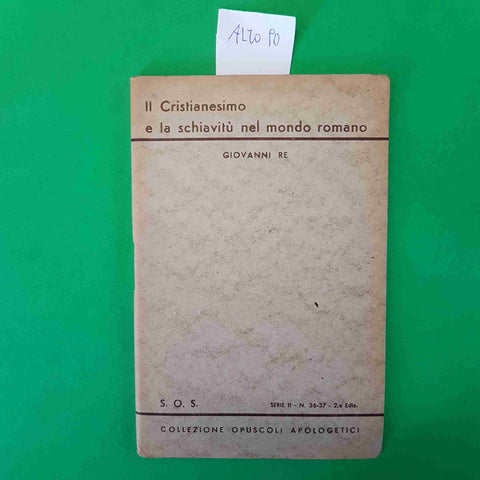 ALTO PO
Il Cristianesimo
e la schiavitù nel mondo romano
GIOVANNI RE
S. O. S.
SERIE II - N. 36-37 - 2.a Ediz.
COLLEZIONE OPUSCOLI APOLOGETICI